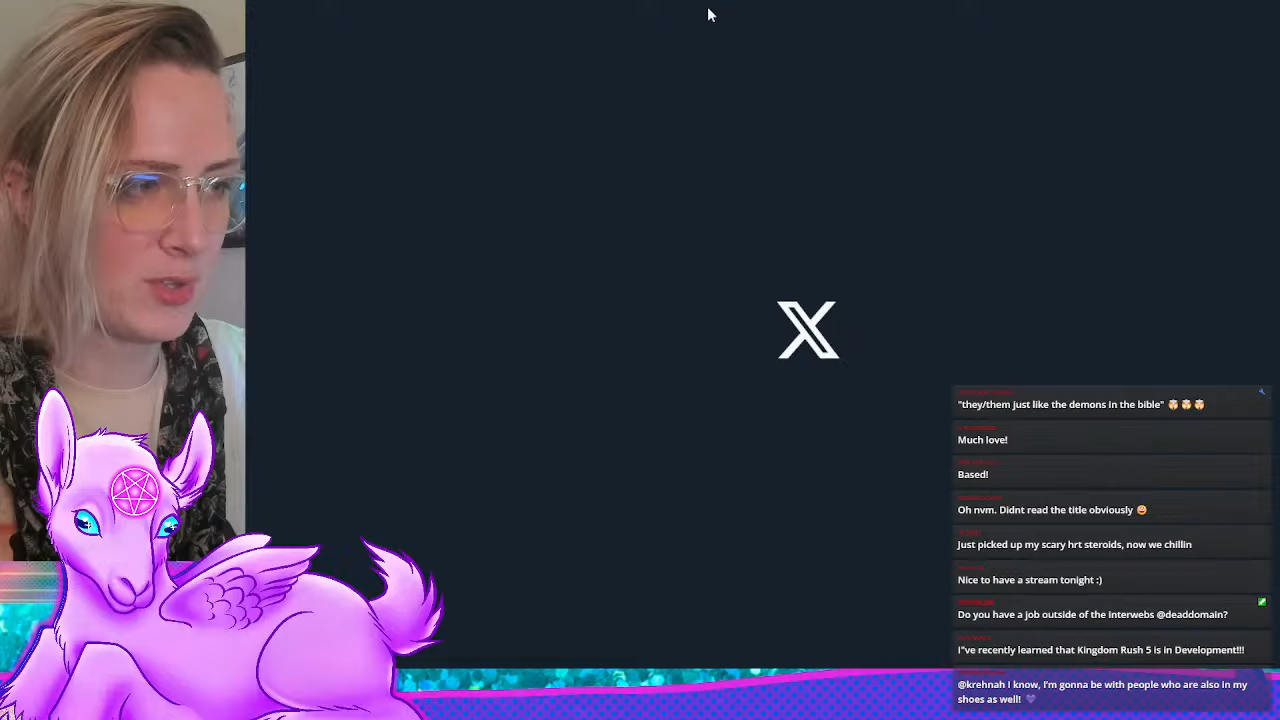 X
"they/them just like the demons in the bible" 🤯🤯🤯
Much love!
Based!
Oh nvm. Didnt read the title obviously 😅
Just picked up my scary hrt steroids, now we chillin
Nice to have a stream tonight :)
Do you have a job outside of the interwebs @deaddomain?
I"ve recently learned that Kingdom Rush 5 is in Development!!!
@krehnah I know, I'm gonna be with people who are also in my
shoes as well! 💜